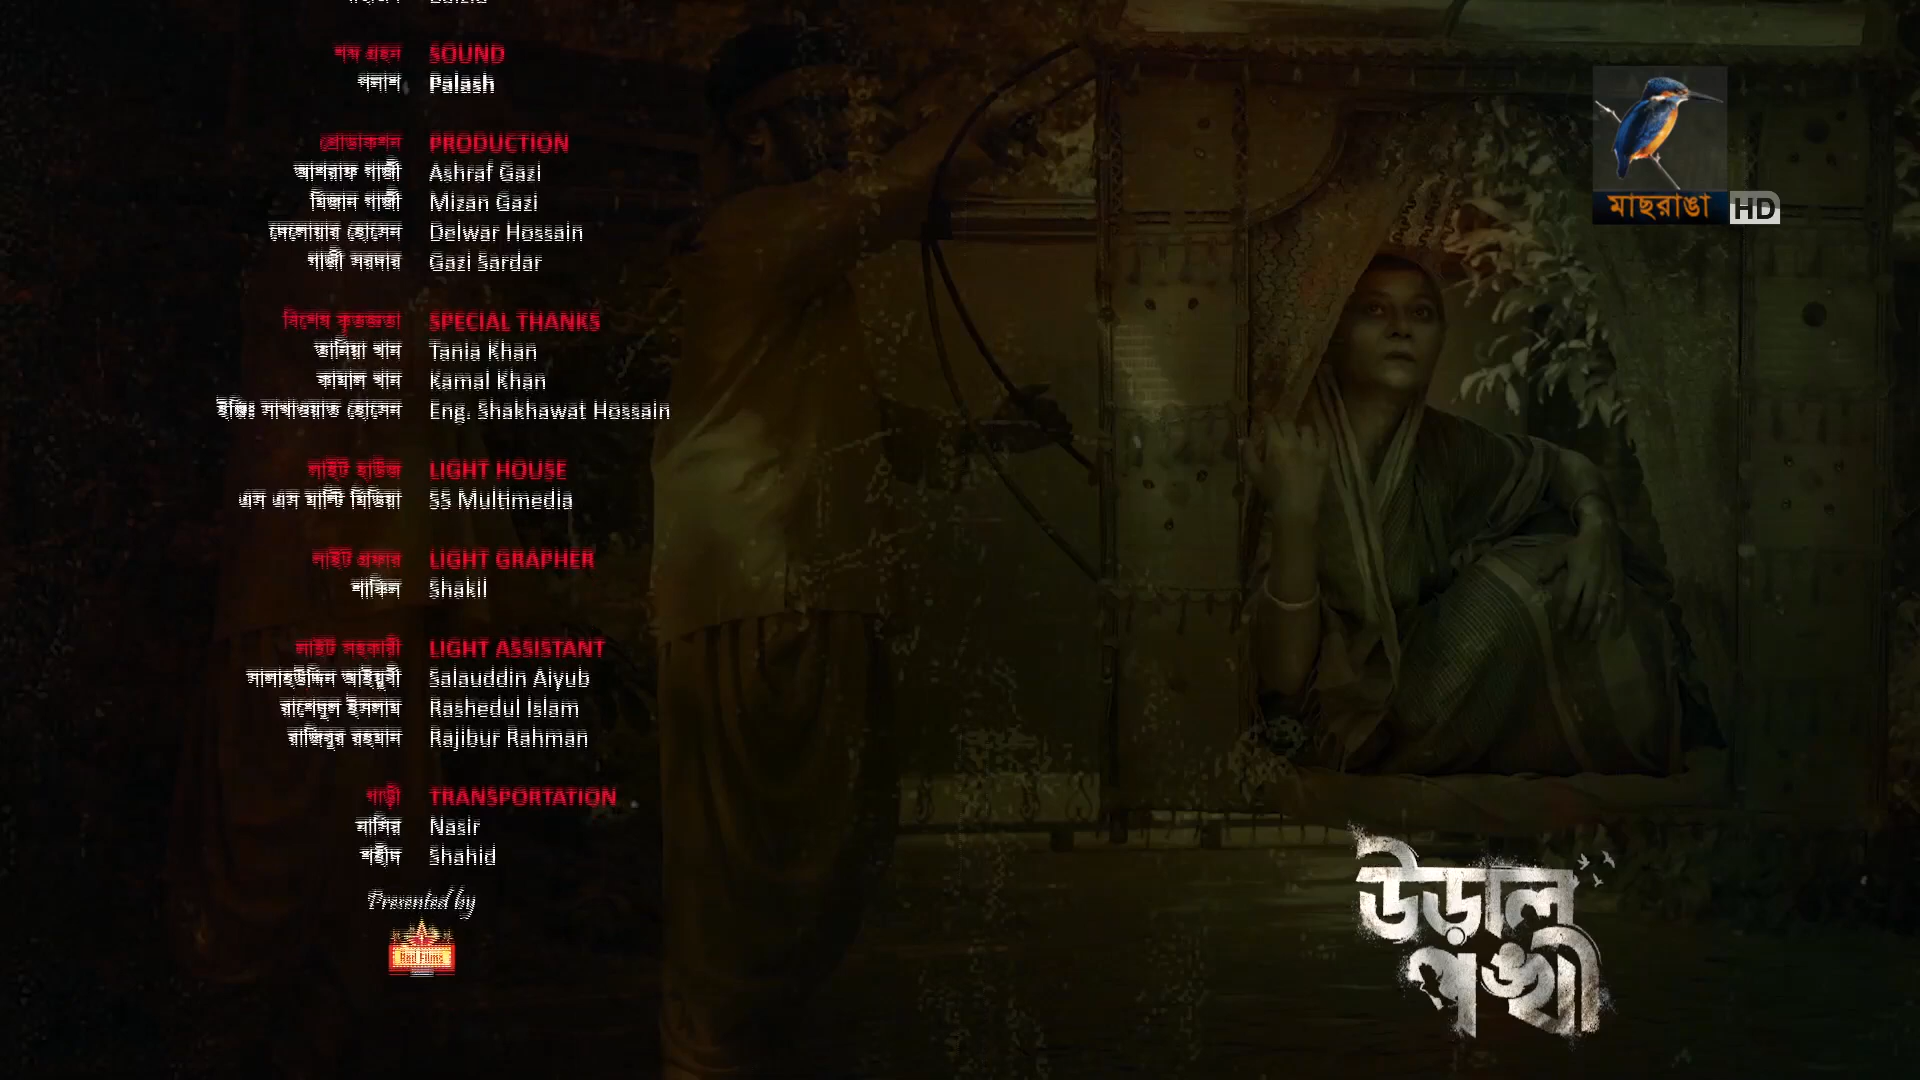 শব্দ গ্রহন SOUND
পলাশ Palash
প্রোডাকশন PRODUCTION
আশরাফ গাজী Ashraf Gazi
মিজান গাজী Mizan Gazi
দেলোয়ার হোসেন Delwar Hossain
গাজী সরদার Gazi Sardar
বিশেষ কৃতজ্ঞতা SPECIAL THANKS
তানিয়া খান Tania Khan
কামাল খান Kamal Khan
ইঞ্জিঃ সাখাওয়াত হোসেন Eng. Shakhawat Hossain
লাইট হাউজ LIGHT HOUSE
এস এস মাল্টি মিডিয়া SS Multimedia
লাইট গ্রফার LIGHT GRAPHER
শাকিল Shakil
লাইট সহকারী LIGHT ASSISTANT
সালাহউদ্দিন আইয়ুবী Salauddin Aiyub
রাশেদুল ইসলাম Rashedul Islam
রাজিবুর রহমান Rajibur Rahman
গাড়ী TRANSPORTATION
নাসির Nasir
শহীদ Shahid
Presented by
Red Films
মাছরাঙা HD
উড়াল
পঙ্খী